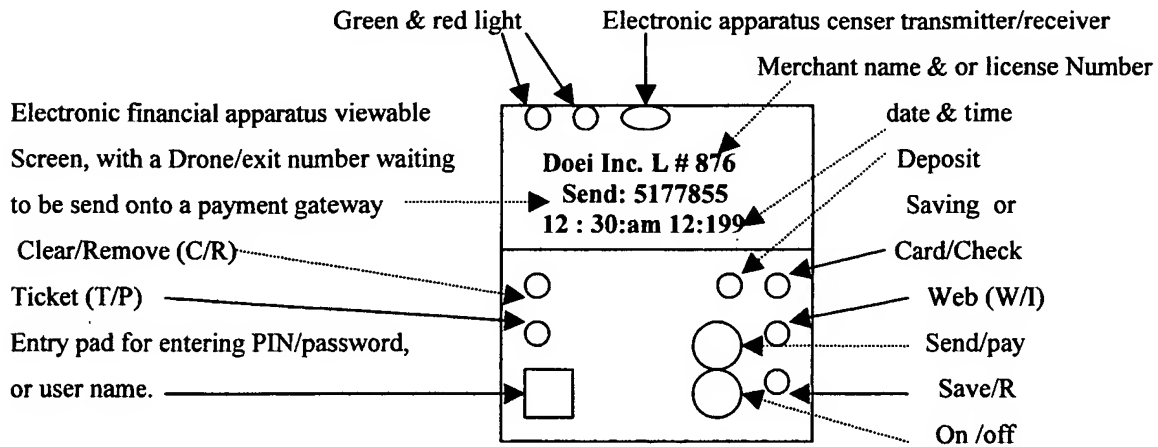 Green & red light
Electronic apparatus censer transmitter/receiver
Merchant name & or license Number
Electronic financial apparatus viewable
date & time
Screen, with a Drone/exit number waiting
Deposit
to be send onto a payment gateway
Saving or
Doei Inc. L # 876
Send: 5177855
12 : 30:am 12:199
Clear/Remove (C/R)
Card/Check
Ticket (T/P)
Web (W/I)
Entry pad for entering PIN/password,
Send/pay
or user name.
Save/R
On /off